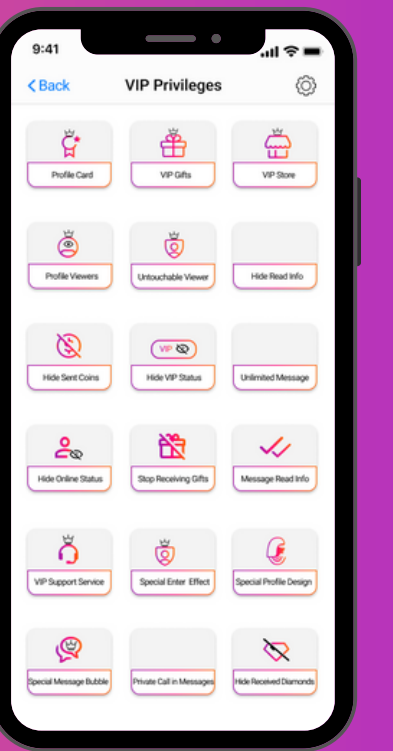 9:41
Back
VIP Privileges
Profile Card
VIP Gifts
VIP Store
Profile Viewers
Untouchable Viewer
Hide Read Info
Hide Sent Coins
VIP
Hide VIP Status
Unlimited Message
Hide Online Status
Stop Receiving Gifts
Message Read Info
VIP Support Service
Special Enter Effect
Special Profile Design
Special Message Bubble
Private Call in Messages
Hide Received Diamonds